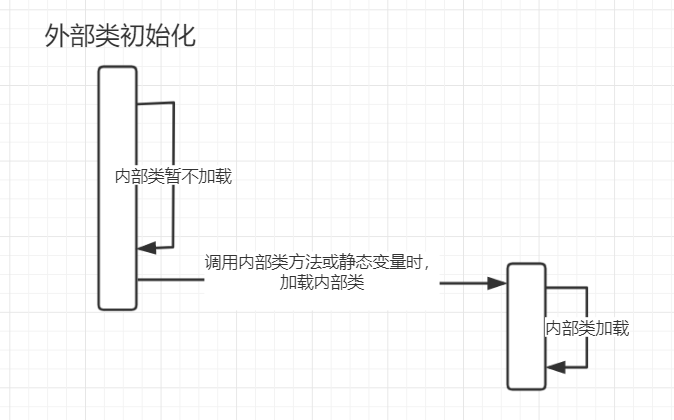 外部类初始化
内部类暂不加载
调用内部类方法或静态变量时，
加载内部类
内部类加载